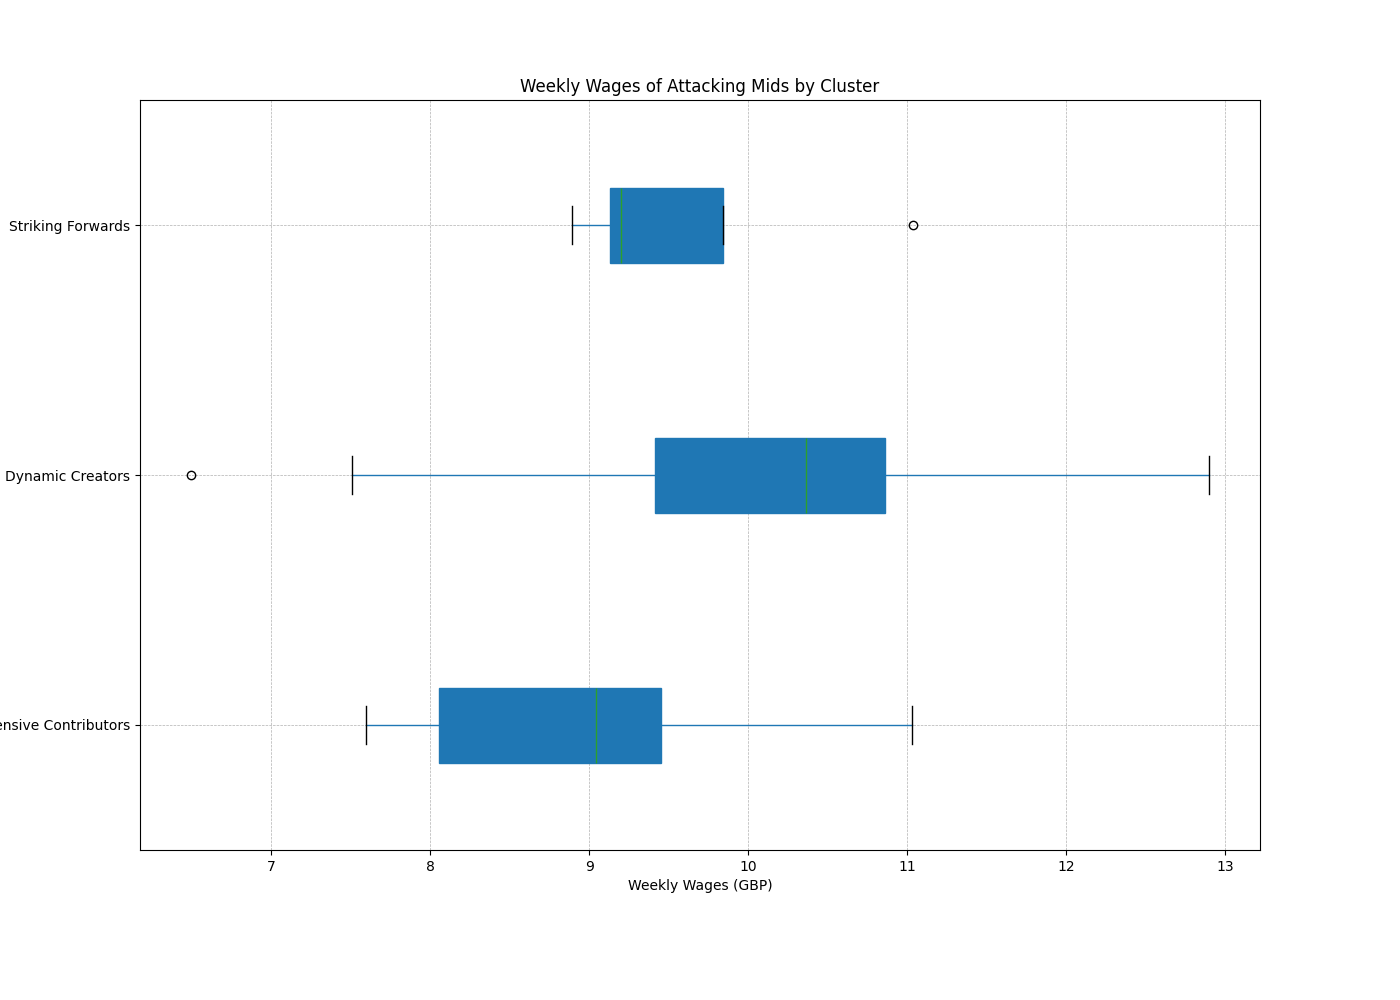 Weekly Wages of Attacking Mids by Cluster
Striking Forwards
Dynamic Creators
Contributors
7 8 9 10 11 12 13
Weekly Wages (GBP)